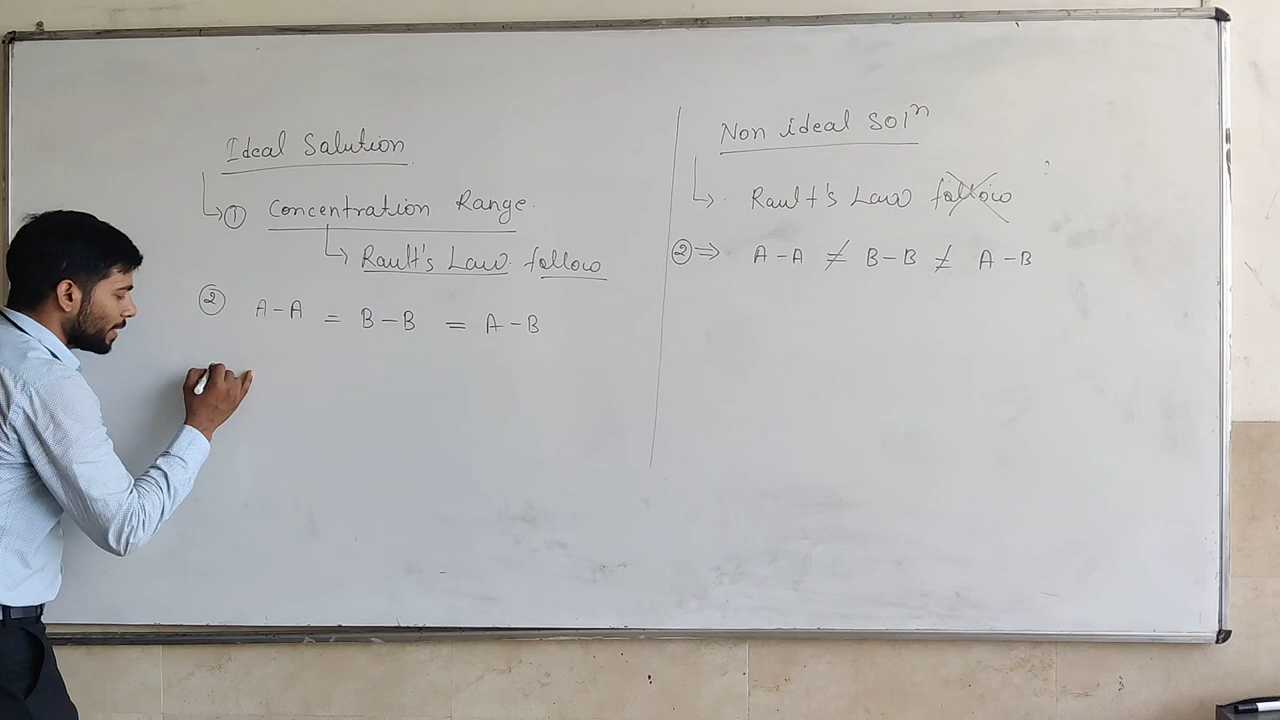 Ideal Solution
① Concentration Range.
Rault's Law follow
② A-A = B-B = A-B
Non ideal solⁿ
Rault's Law follow
② ⇒ A-A ≠ B-B ≠ A-B